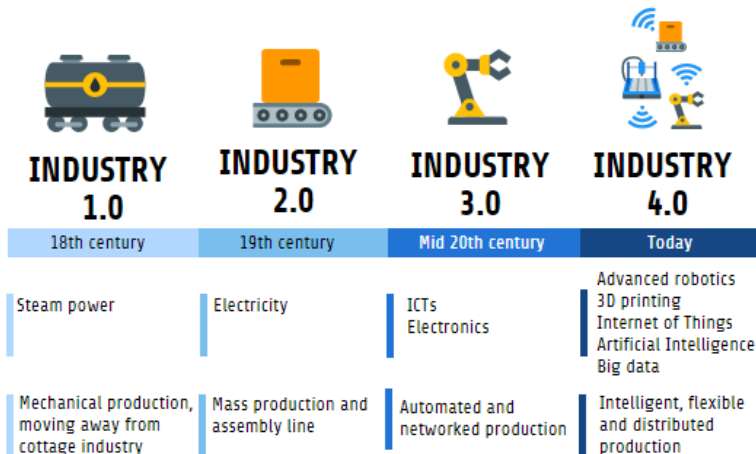 INDUSTRY
1.0
INDUSTRY
2.0
INDUSTRY
3.0
INDUSTRY
4.0
18th century
19th century
Mid 20th century
Today
Steam power
Electricity
ICTs
Electronics
Advanced robotics
3D printing
Internet of Things
Artificial Intelligence
Big data
Mechanical production,
moving away from
cottage industry
Mass production and
assembly line
Automated and
networked production
Intelligent, flexible
and distributed
production